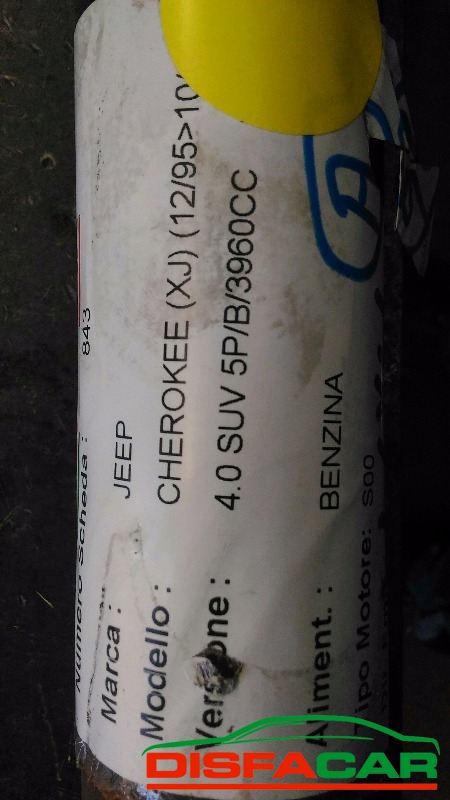 Numero Scheda : 843
Marca : JEEP
Modello : CHEROKEE (XJ) (12/95>10/
Versione : 4.0 SUV 5P/B/3960CC
Aliment. : BENZINA
Tipo Motore: S00
DISFACAR